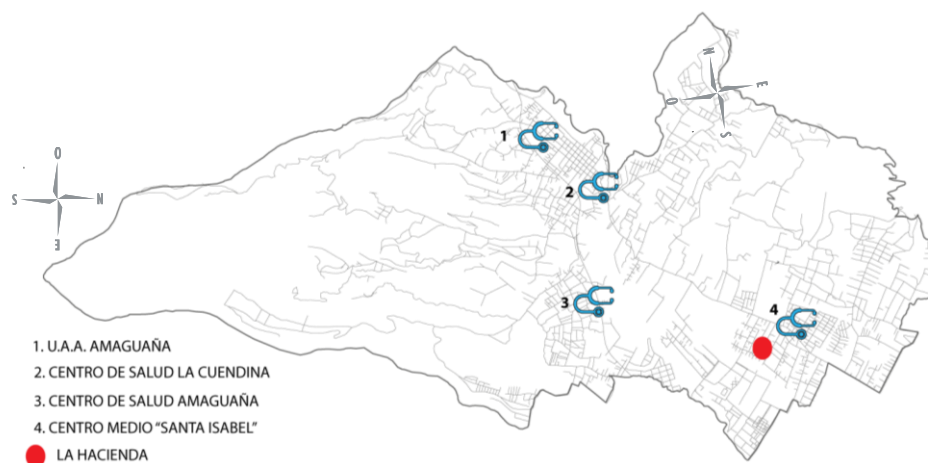 N
O
E
S
1
O
S
N
E
2
3
4
1. U.A.A. AMAGUAÑA
2. CENTRO DE SALUD LA CUENDINA
3. CENTRO DE SALUD AMAGUAÑA
4. CENTRO MEDIO "SANTA ISABEL"
LA HACIENDA